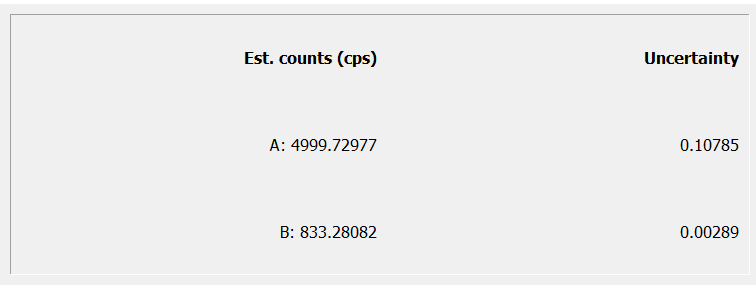 Est. counts (cps) Uncertainty
A: 4999.72977 0.10785
B: 833.28082 0.00289